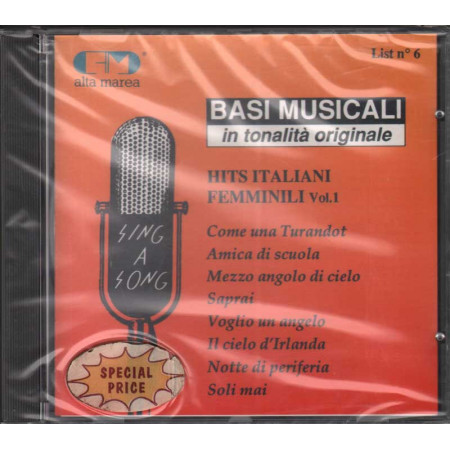 alta marea
List n° 6
BASI MUSICALI
in tonalità originale
HITS ITALIANI
FEMMINILI Vol.1
SING
A
SONG
Come una Turandot
Amica di scuola
Mezzo angolo di cielo
Saprai
Voglio un angelo
Il cielo d'Irlanda
Notte di periferia
Soli mai
SPECIAL
PRICE